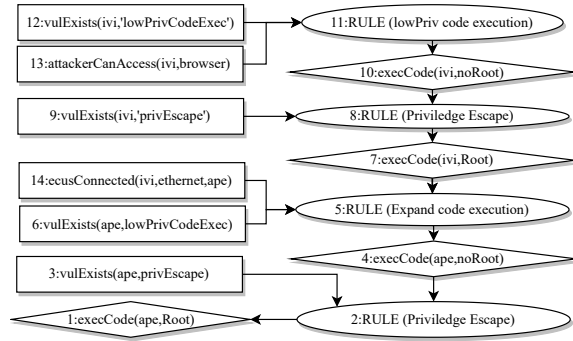 12:vulExists(ivi,'lowPrivCodeExec')
11:RULE (lowPriv code execution)
13:attackerCanAccess(ivi,browser)
10:execCode(ivi,noRoot)
9:vulExists(ivi,'privEscape')
8:RULE (Priviledge Escape)
7:execCode(ivi,Root)
14:ecusConnected(ivi,ethernet,ape)
5:RULE (Expand code execution)
6:vulExists(ape,lowPrivCodeExec)
4:execCode(ape,noRoot)
3:vulExists(ape,privEscape)
1:execCode(ape,Root)
2:RULE (Priviledge Escape)